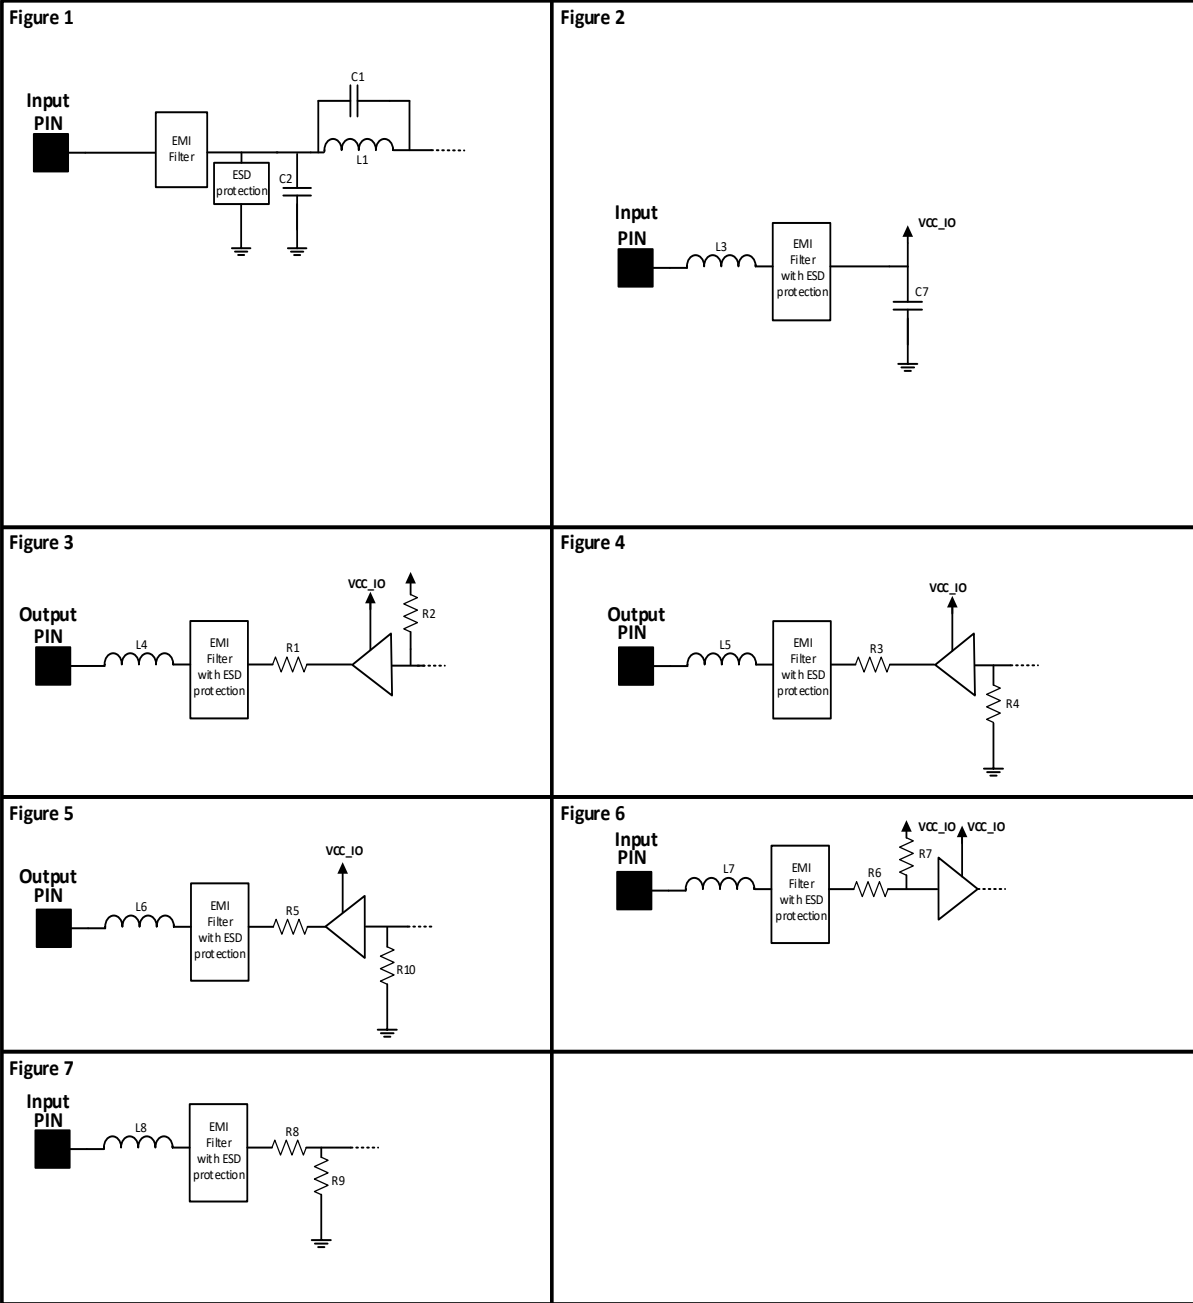 Figure 1
C1
Input
PIN
EMI
Filter
L1
ESD
protection
C2
Figure 2
Input
PIN
L3
EMI
Filter
with ESD
protection
VCC_IO
C7
Figure 3
VCC_IO
R2
Output
PIN
L4
EMI
Filter
with ESD
protection
R1
Figure 4
VCC_IO
Output
PIN
L5
EMI
Filter
with ESD
protection
R3
R4
Figure 5
VCC_IO
Output
PIN
L6
EMI
Filter
with ESD
protection
R5
R10
Figure 6
Input
PIN
L7
EMI
Filter
with ESD
protection
R6
VCC_IO VCC_IO
R7
Figure 7
Input
PIN
L8
EMI
Filter
with ESD
protection
R8
R9